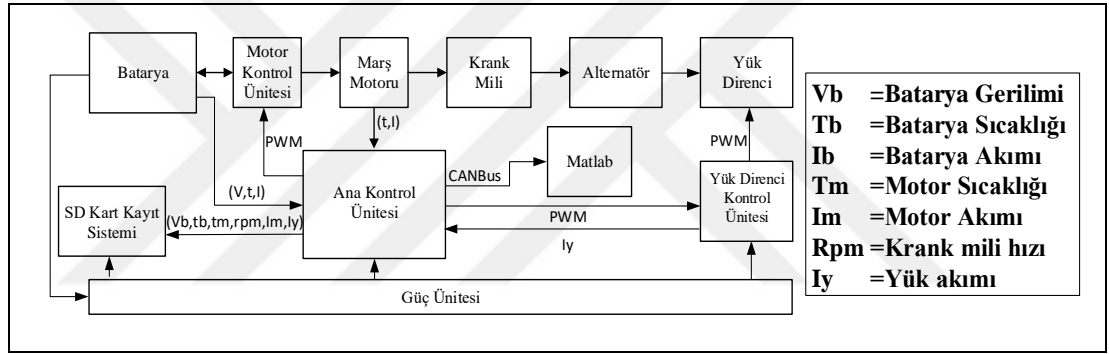 Batarya
Motor
Kontrol
Ünitesi
Marş
Motoru
Krank
Mili
Alternatör
Yük
Direnci
PWM
(t,I)
PWM
(V,t,I)
Ana Kontrol
Ünitesi
CANBus
Matlab
Yük Direnci
Kontrol
Ünitesi
SD Kart Kayıt
Sistemi
(Vb,tb,tm,rpm,Im,Iy)
PWM
Iy
Güç Ünitesi
Vb =Batarya Gerilimi
Tb =Batarya Sıcaklığı
Ib =Batarya Akımı
Tm =Motor Sıcaklığı
Im =Motor Akımı
Rpm =Krank mili hızı
Iy =Yük akımı